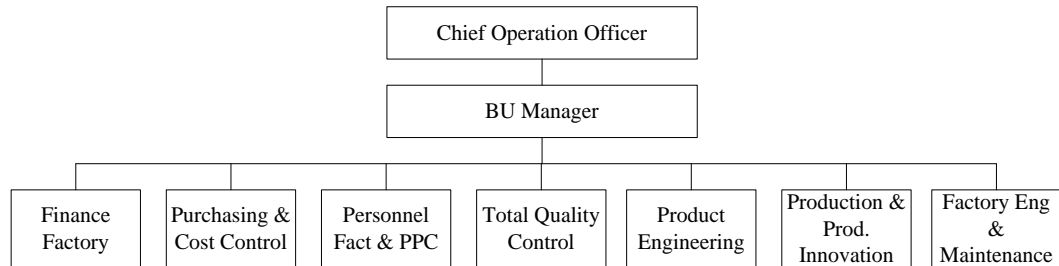 Chief Operation Officer
BU Manager
Finance
Factory
Purchasing &
Cost Control
Personnel
Fact & PPC
Total Quality
Control
Product
Engineering
Production &
Prod.
Innovation
Factory Eng
&
Maintenance